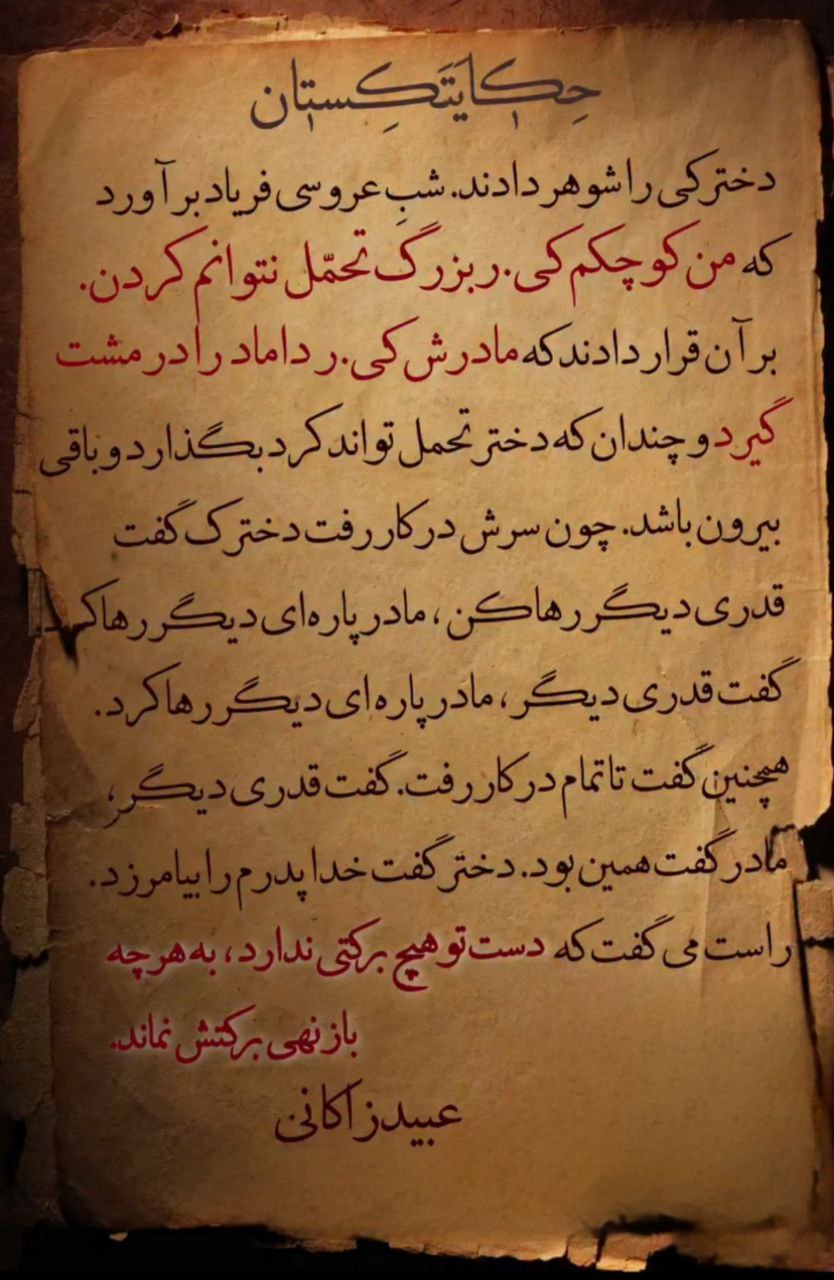 حکایتکستان
دخترکی را شوهر دادند. شبِ عروسی فریاد برآورد
که من کوچکم کی.ر بزرگ تحمّل نتوانم کردن.
بر آن قرار دادند که مادرش کی.ر داماد را در مشت
گیرد و چندان که دختر تحمل تواند کرد بگذارد و باقی
بیرون باشد. چون سرش در کار رفت دخترک گفت
قدری دیگر رها کن، مادر پاره‌ای دیگر رها کرد
گفت قدری دیگر، مادر پاره‌ای دیگر رها کرد.
همچنین گفت تا تمام در کار رفت. گفت قدری دیگر،
مادر گفت همین بود. دختر گفت خدا پدرم را بیامرزد.
راست می گفت که دست تو هیچ برکتی ندارد، به هر چه
باز نهی برکتش نماند.
عبید زاکانی